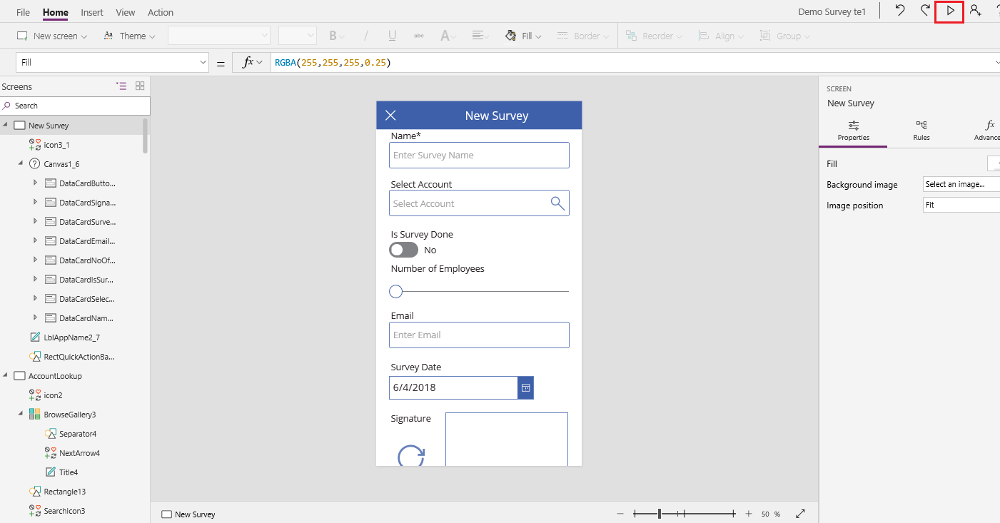 File Home Insert View Action Demo Survey te1
New screen Theme B / U abc A Fill Border Reorder Align Group
Fill = fx RGBA(255,255,255,0.25)
Screens
Search
New Survey
icon3_1
Canvas1_6
DataCardButto...
DataCardSigna...
DataCardSurve...
DataCardEmail...
DataCardNoOf...
DataCardIsSur...
DataCardSelec...
DataCardNam...
LblAppName2_7
RectQuickActionBa...
AccountLookup
icon2
BrowseGallery3
Separator4
NextArrow4
Title4
Rectangle13
SearchIcon3
New Survey
Name*
Enter Survey Name
Select Account
Select Account
Is Survey Done
No
Number of Employees
Email
Enter Email
Survey Date
6/4/2018
Signature
New Survey 50 %
SCREEN
New Survey
Properties Rules Advance
Fill
Background image Select an image...
Image position Fit